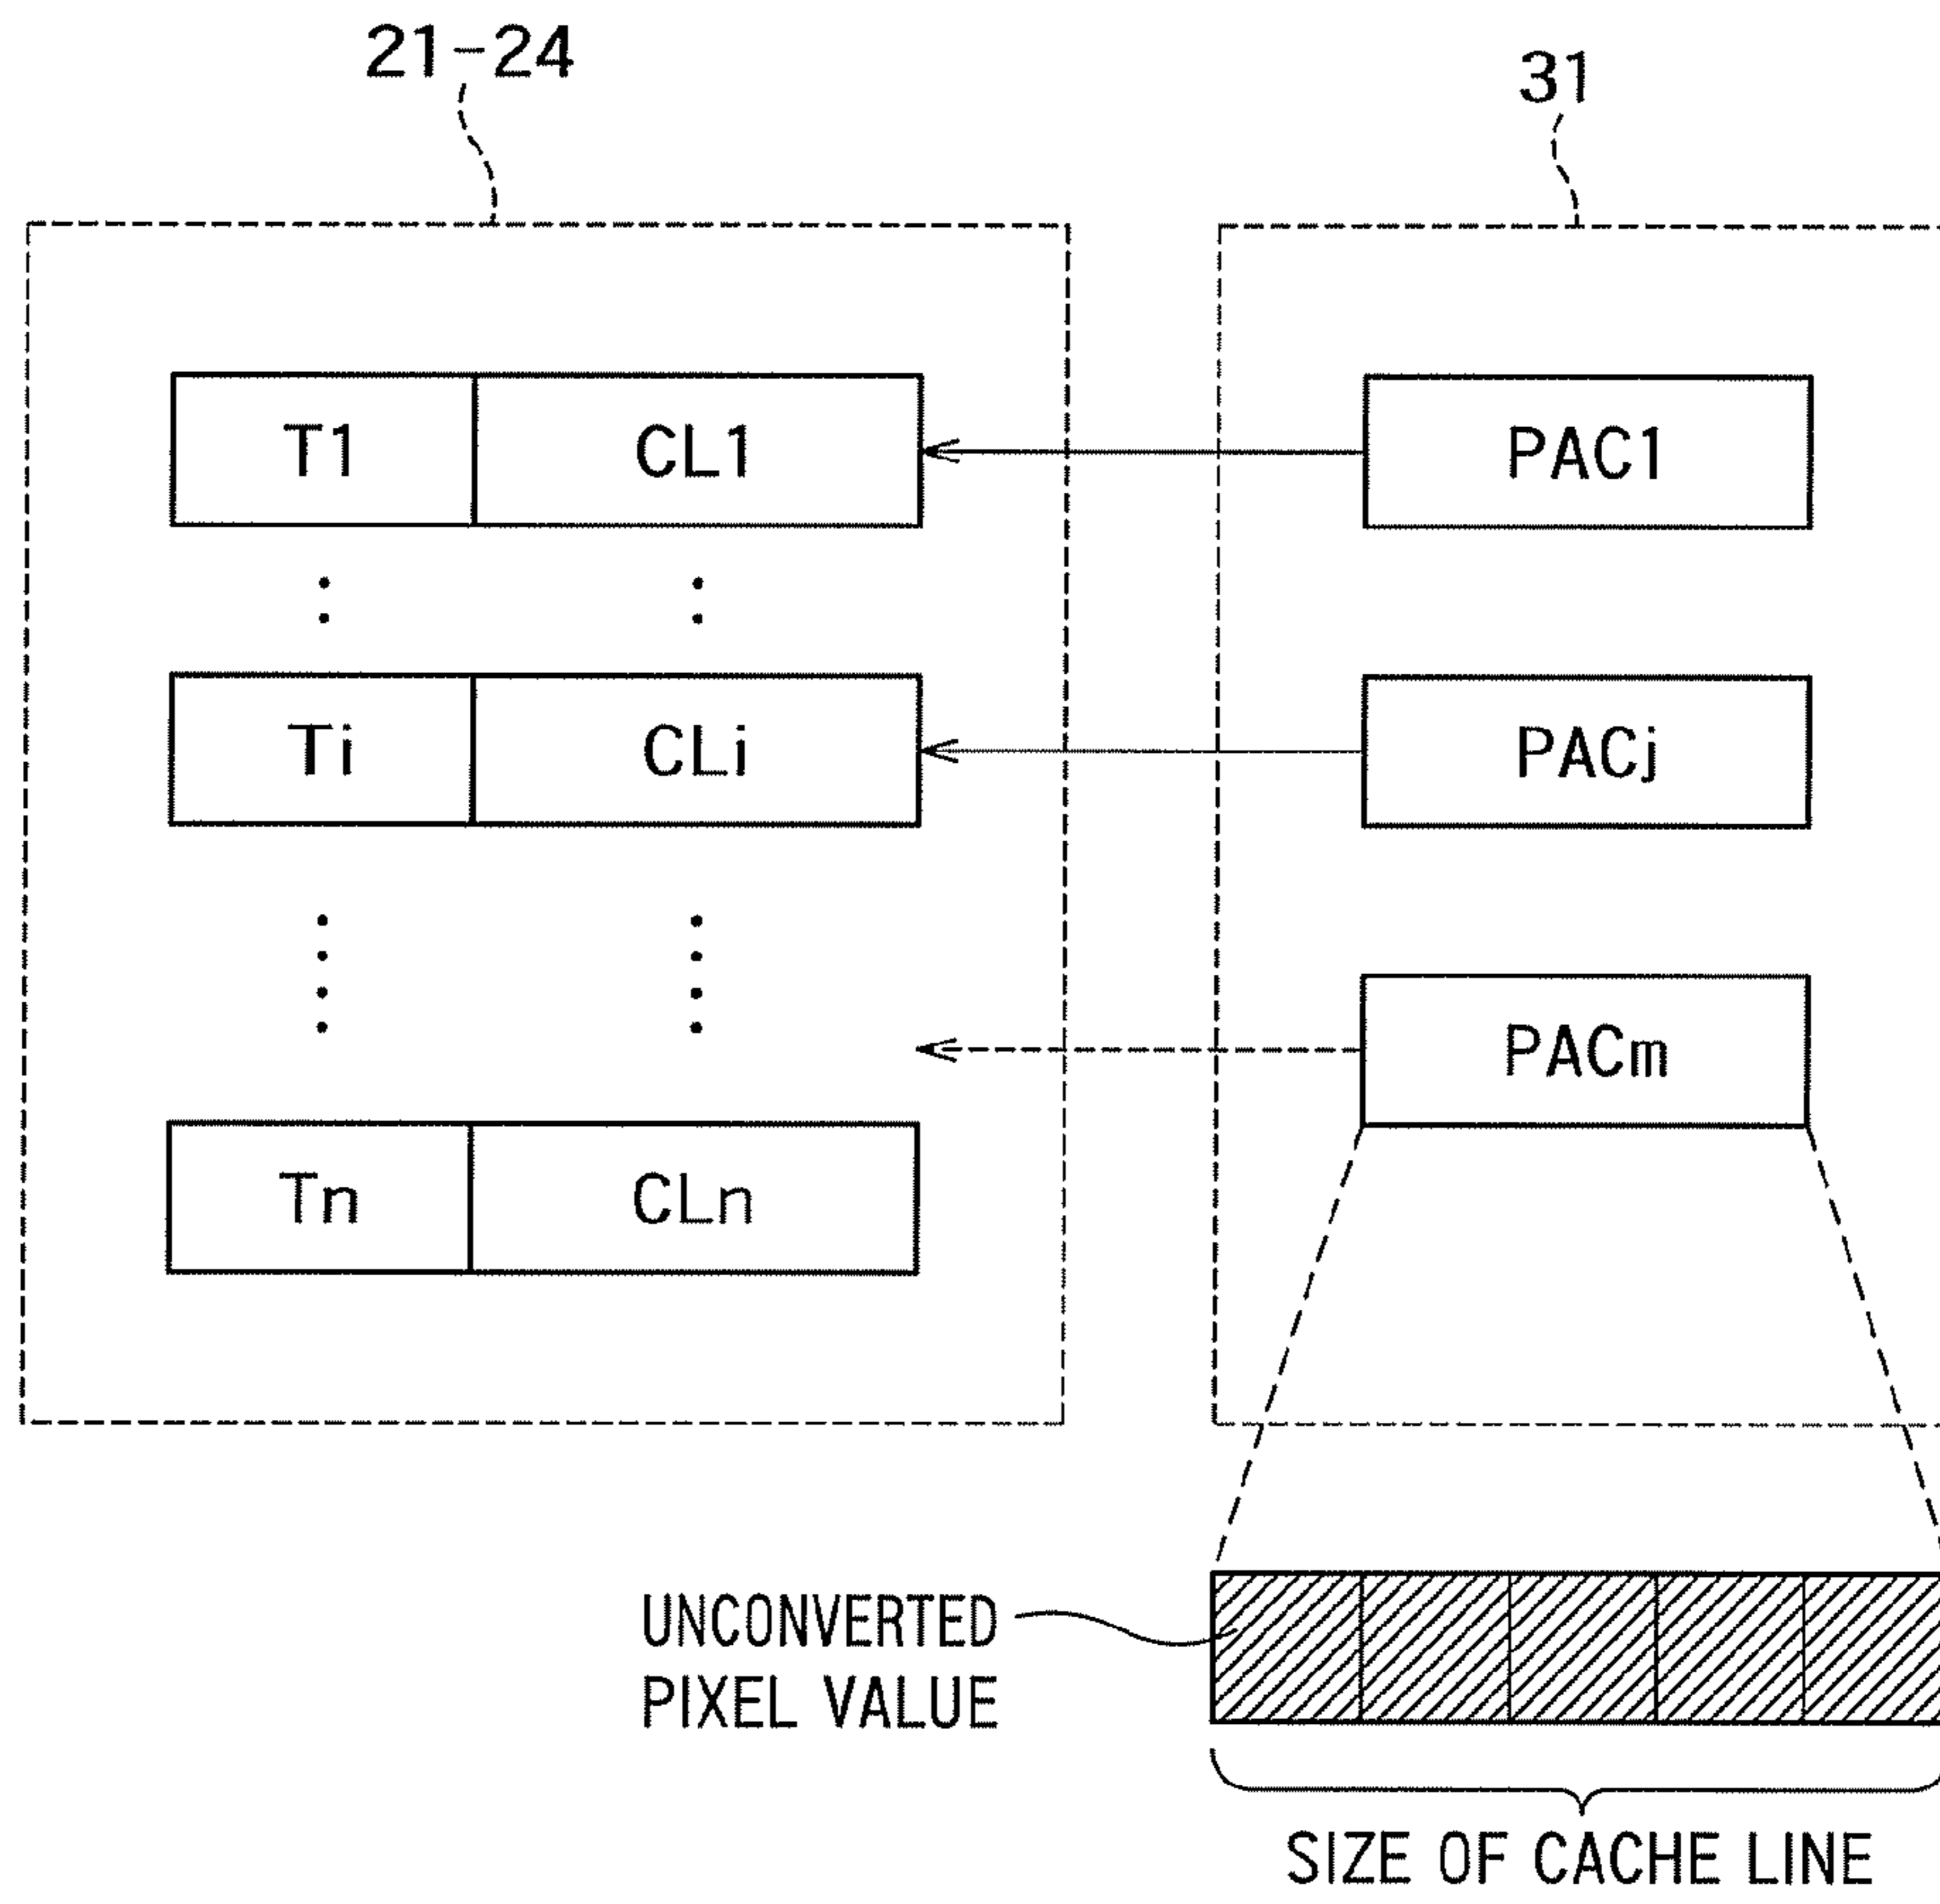 21-24
31
T1 CL1 PAC1
Ti CLi PACj
PACm
Tn CLn
UNCONVERTED
PIXEL VALUE
SIZE OF CACHE LINE